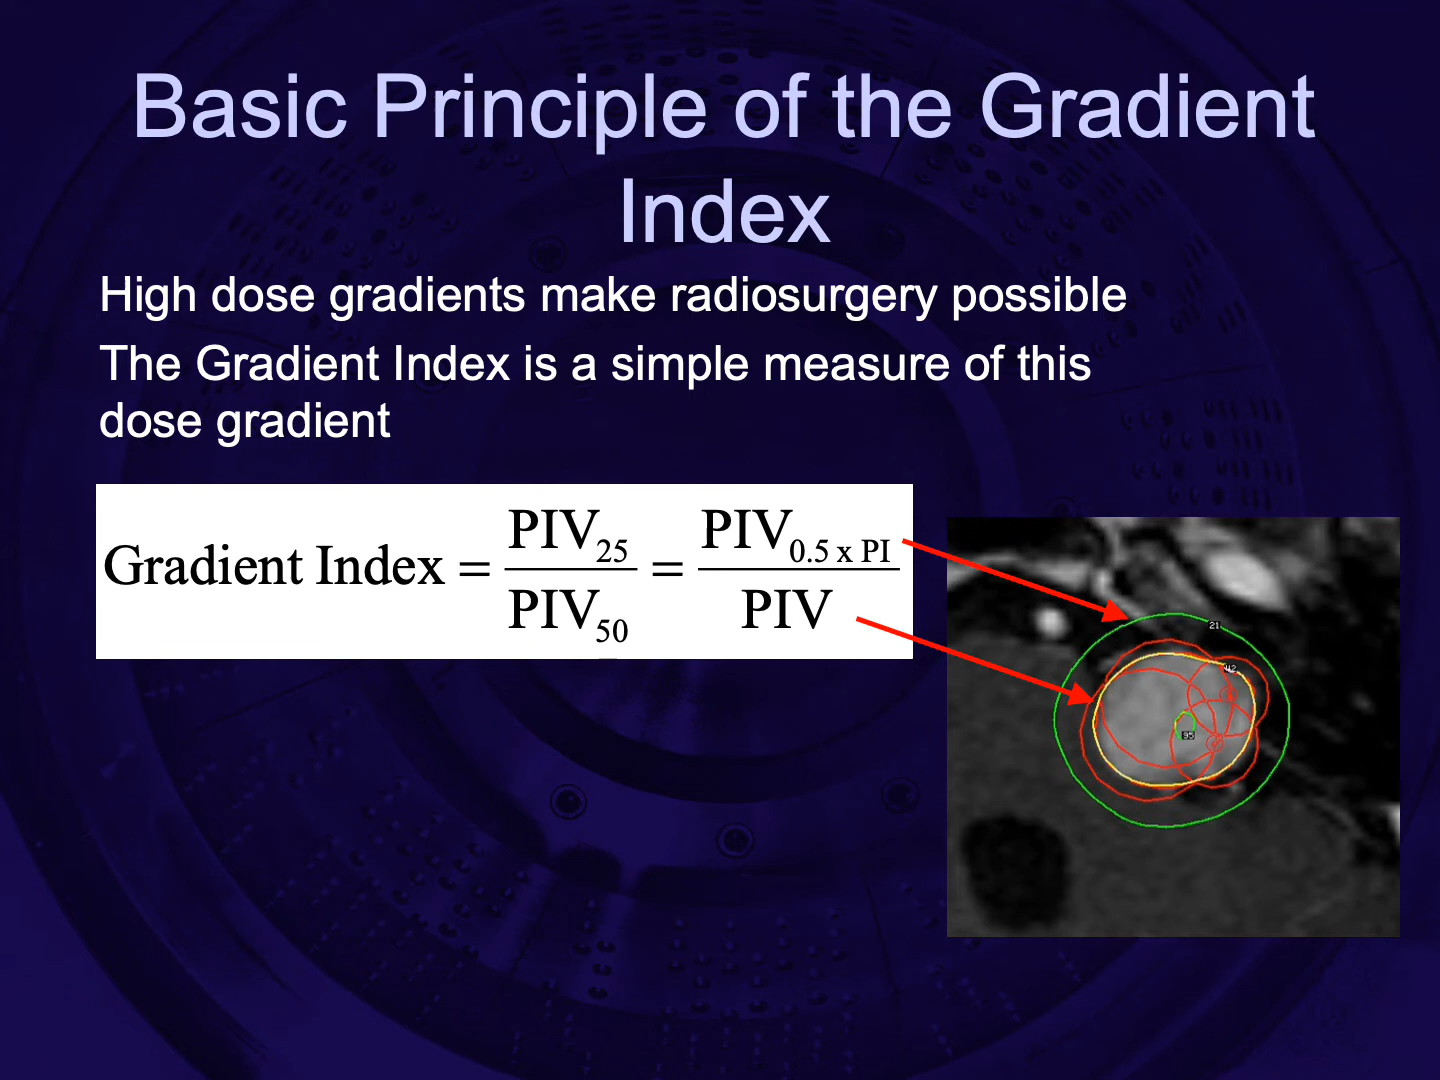 Basic Principle of the Gradient
Index
High dose gradients make radiosurgery possible
The Gradient Index is a simple measure of this
dose gradient
Gradient Index = PIV25 / PIV50 = PIV0.5 x PI / PIV
21
42